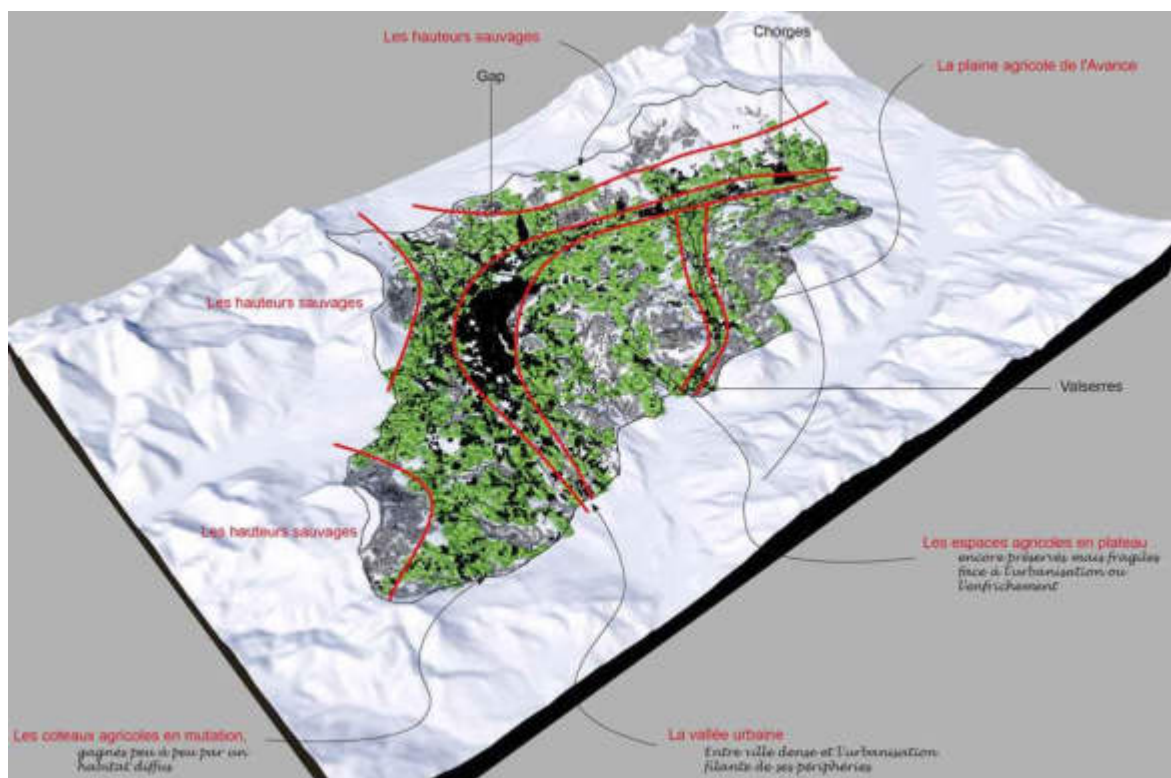 Les hauteurs sauvages
Chorges
Gap
La plaine agricole de l'Avance
Les hauteurs sauvages
Valserres
Les hauteurs sauvages
Les espaces agricoles en plateau
encore préservés mais fragiles
face à l'urbanisation ou
l'enfrichement
Les coteaux agricoles en mutation,
gagnés peu à peu par un
habitat diffus
La vallée urbaine
Entre ville dense et l'urbanisation
filante de ses périphéries